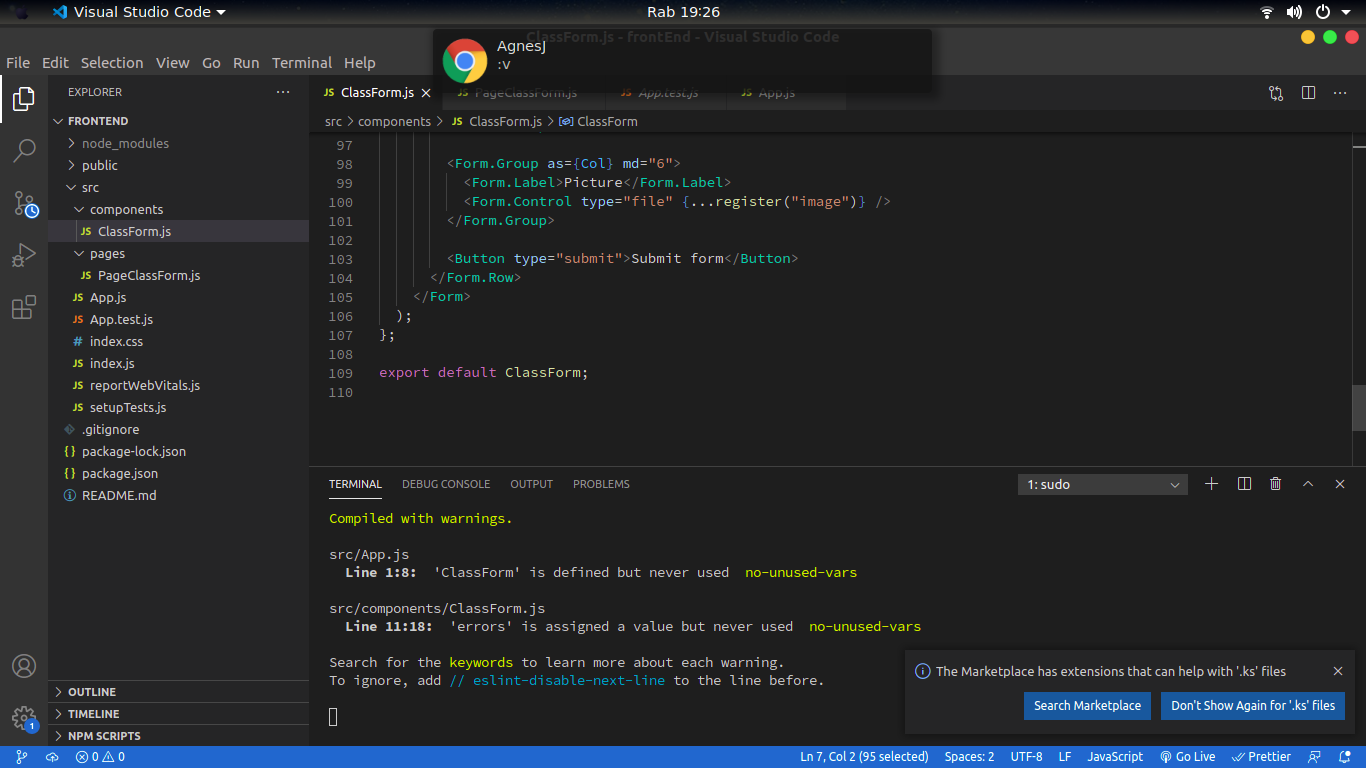 Visual Studio Code
Rab 19:26
ClassForm.js - frontEnd - Visual Studio Code
AgnesJ
:v
File Edit Selection View Go Run Terminal Help
EXPLORER
FRONTEND
node_modules
public
src
components
JS ClassForm.js
pages
JS PageClassForm.js
JS App.js
JS App.test.js
# index.css
JS index.js
JS reportWebVitals.js
JS setupTests.js
.gitignore
{} package-lock.json
{} package.json
README.md
OUTLINE
TIMELINE
NPM SCRIPTS
JS ClassForm.js JS PageClassForm.js JS App.test.js JS App.js
src > components > JS ClassForm.js > ClassForm
97
98 <Form.Group as={Col} md="6">
99 <Form.Label>Picture</Form.Label>
100 <Form.Control type="file" {...register("image")} />
101 </Form.Group>
102
103 <Button type="submit">Submit form</Button>
104 </Form.Row>
105 </Form>
106 );
107 };
108
109 export default ClassForm;
110
TERMINAL DEBUG CONSOLE OUTPUT PROBLEMS
1: sudo
Compiled with warnings.
src/App.js
Line 1:8: 'ClassForm' is defined but never used no-unused-vars
src/components/ClassForm.js
Line 11:18: 'errors' is assigned a value but never used no-unused-vars
Search for the keywords to learn more about each warning.
To ignore, add // eslint-disable-next-line to the line before.
The Marketplace has extensions that can help with '.ks' files
Search Marketplace
Don't Show Again for '.ks' files
1
0 0
Ln 7, Col 2 (95 selected) Spaces: 2 UTF-8 LF JavaScript Go Live Prettier